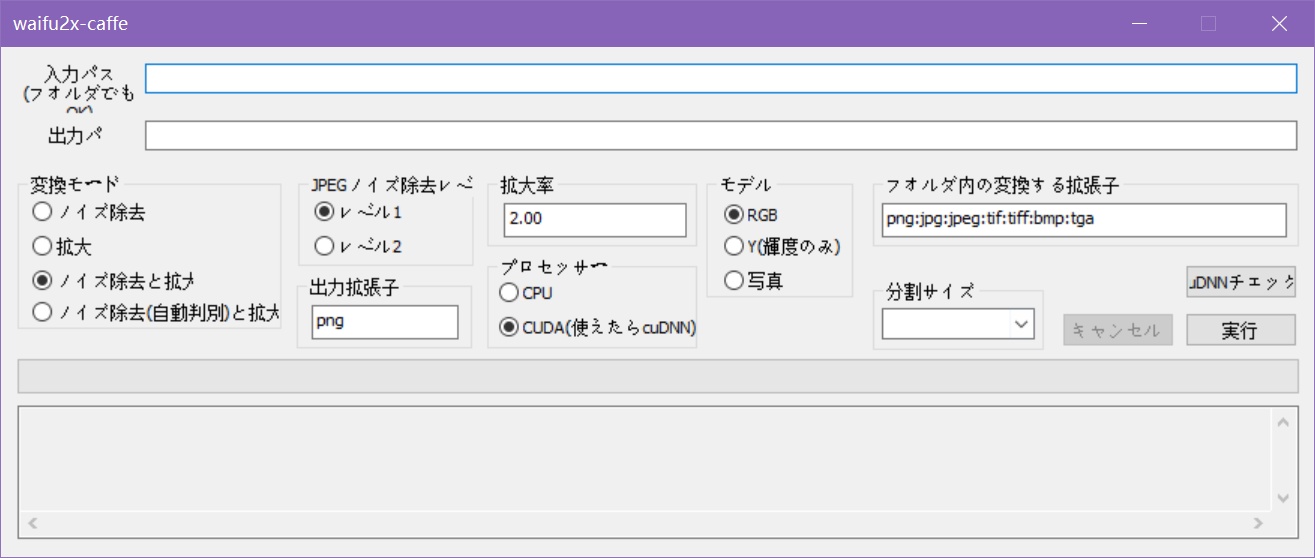 waifu2x-caffe
入力パス
(フォルダでも
OK)
出力パ
変換モード
ノイズ除去
拡大
ノイズ除去と拡大
ノイズ除去(自動判別)と拡大
JPEGノイズ除去レベ
レベル1
レベル2
出力拡張子
png
拡大率
2.00
プロセッサー
CPU
CUDA(使えたらcuDNN)
モデル
RGB
Y(輝度のみ)
写真
フォルダ内の変換する拡張子
png:jpg:jpeg:tif:tiff:bmp:tga
分割サイズ
uDNNチェック
キャンセル
実行